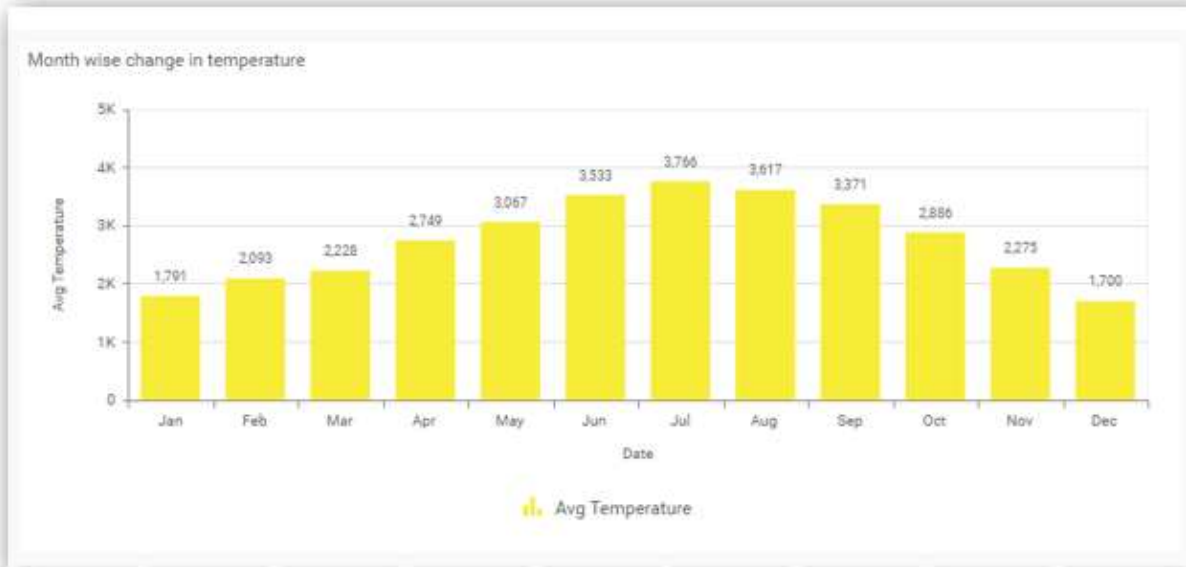 Month wise change in temperature
5K
4K
3K
2K
1K
0
Avg Temperature
1,791
2,093
2,228
2,749
3,067
3,533
3,766
3,617
3,371
2,886
2,275
1,700
Jan Feb Mar Apr May Jun Jul Aug Sep Oct Nov Dec
Date
Avg Temperature